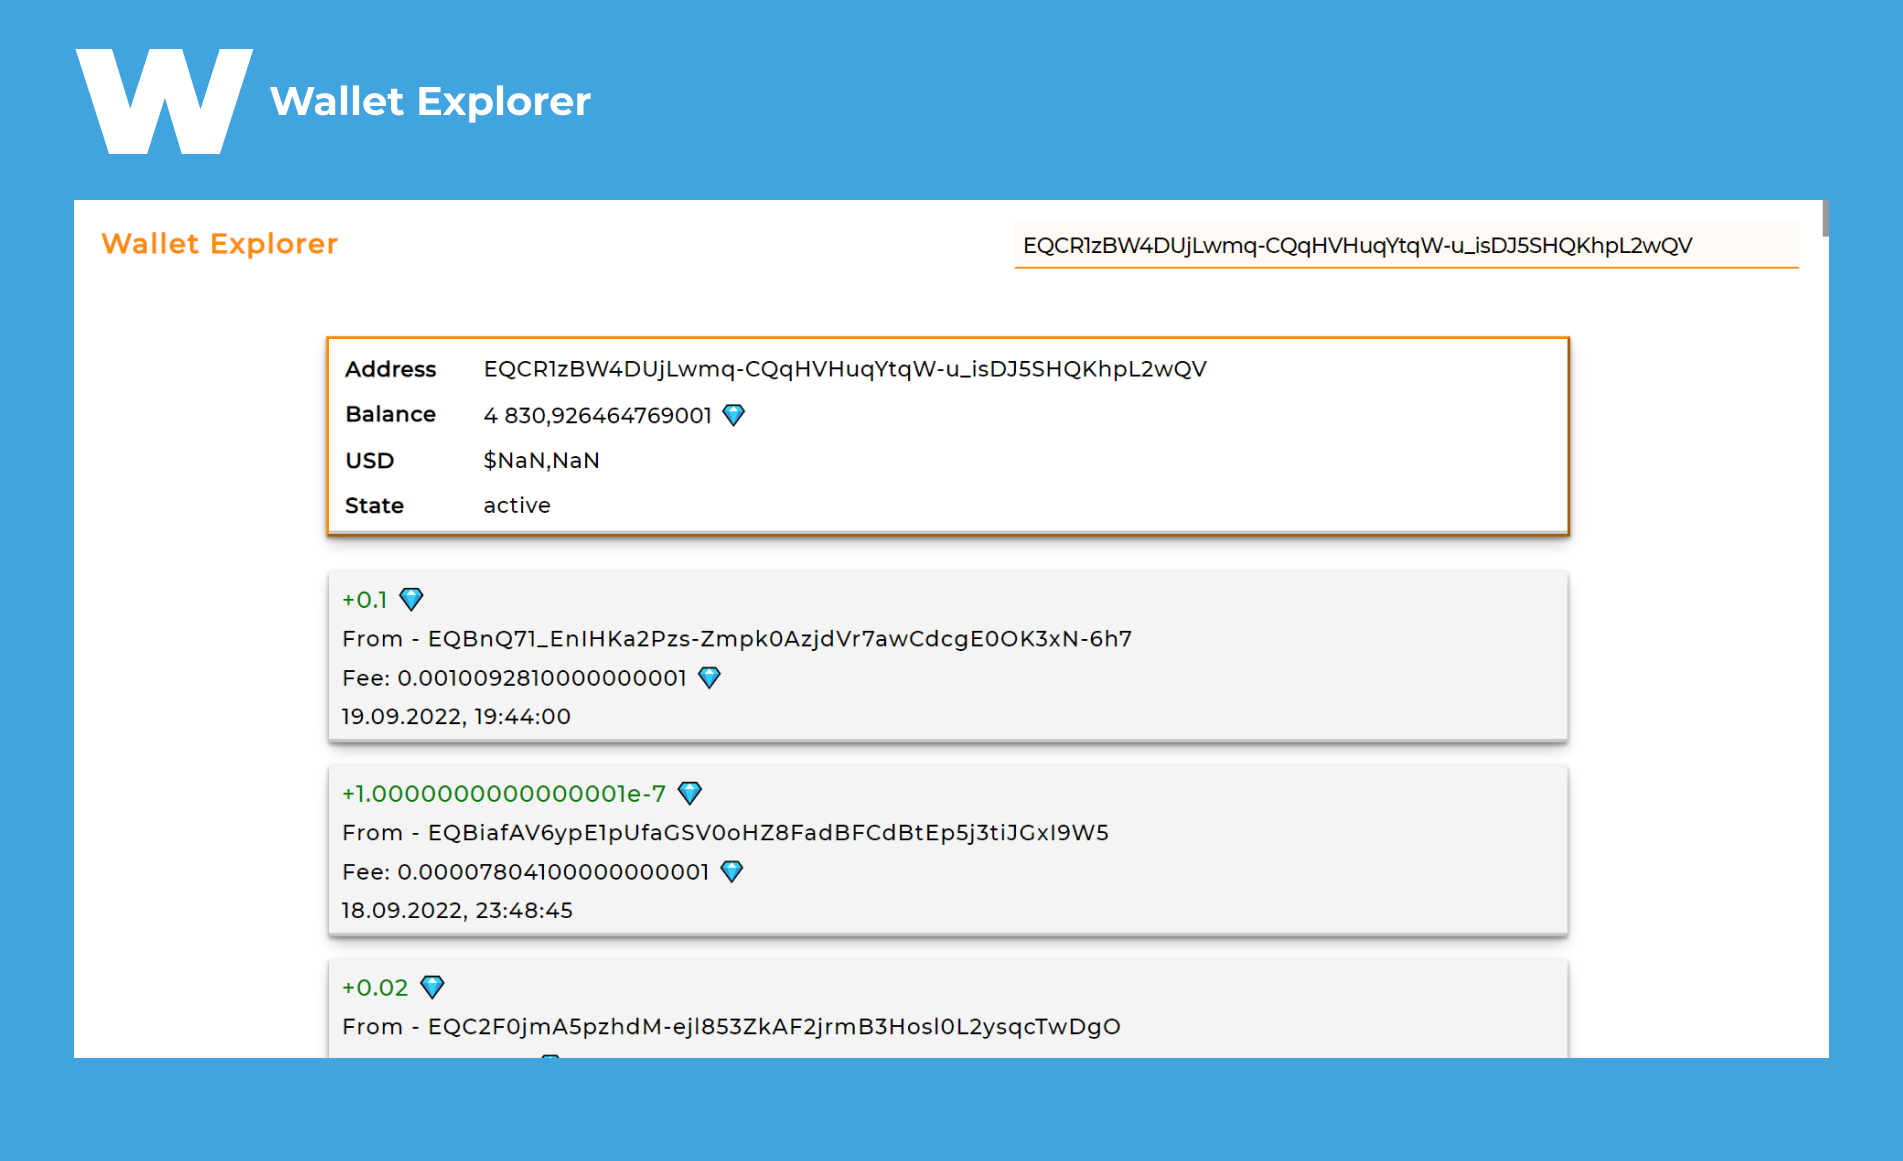 W Wallet Explorer
Wallet Explorer
EQCR1zBW4DUjLwmq-CQqHVHuqYtqW-u_isDJ5SHQKhpL2wQV
Address EQCR1zBW4DUjLwmq-CQqHVHuqYtqW-u_isDJ5SHQKhpL2wQV
Balance 4 830,926464769001
USD $NaN,NaN
State active
+0.1
From - EQBnQ71_EnIHKa2Pzs-Zmpk0AzjdVr7awCdcgE0OK3xN-6h7
Fee: 0.0010092810000000001
19.09.2022, 19:44:00
+1.0000000000000001e-7
From - EQBiafAV6ypE1pUfaGSV0oHZ8FadBFCdBtEp5j3tiJGxI9W5
Fee: 0.00007804100000000001
18.09.2022, 23:48:45
+0.02
From - EQC2F0jmA5pzhdM-ejl853ZkAF2jrmB3Hosl0L2ysqcTwDgO